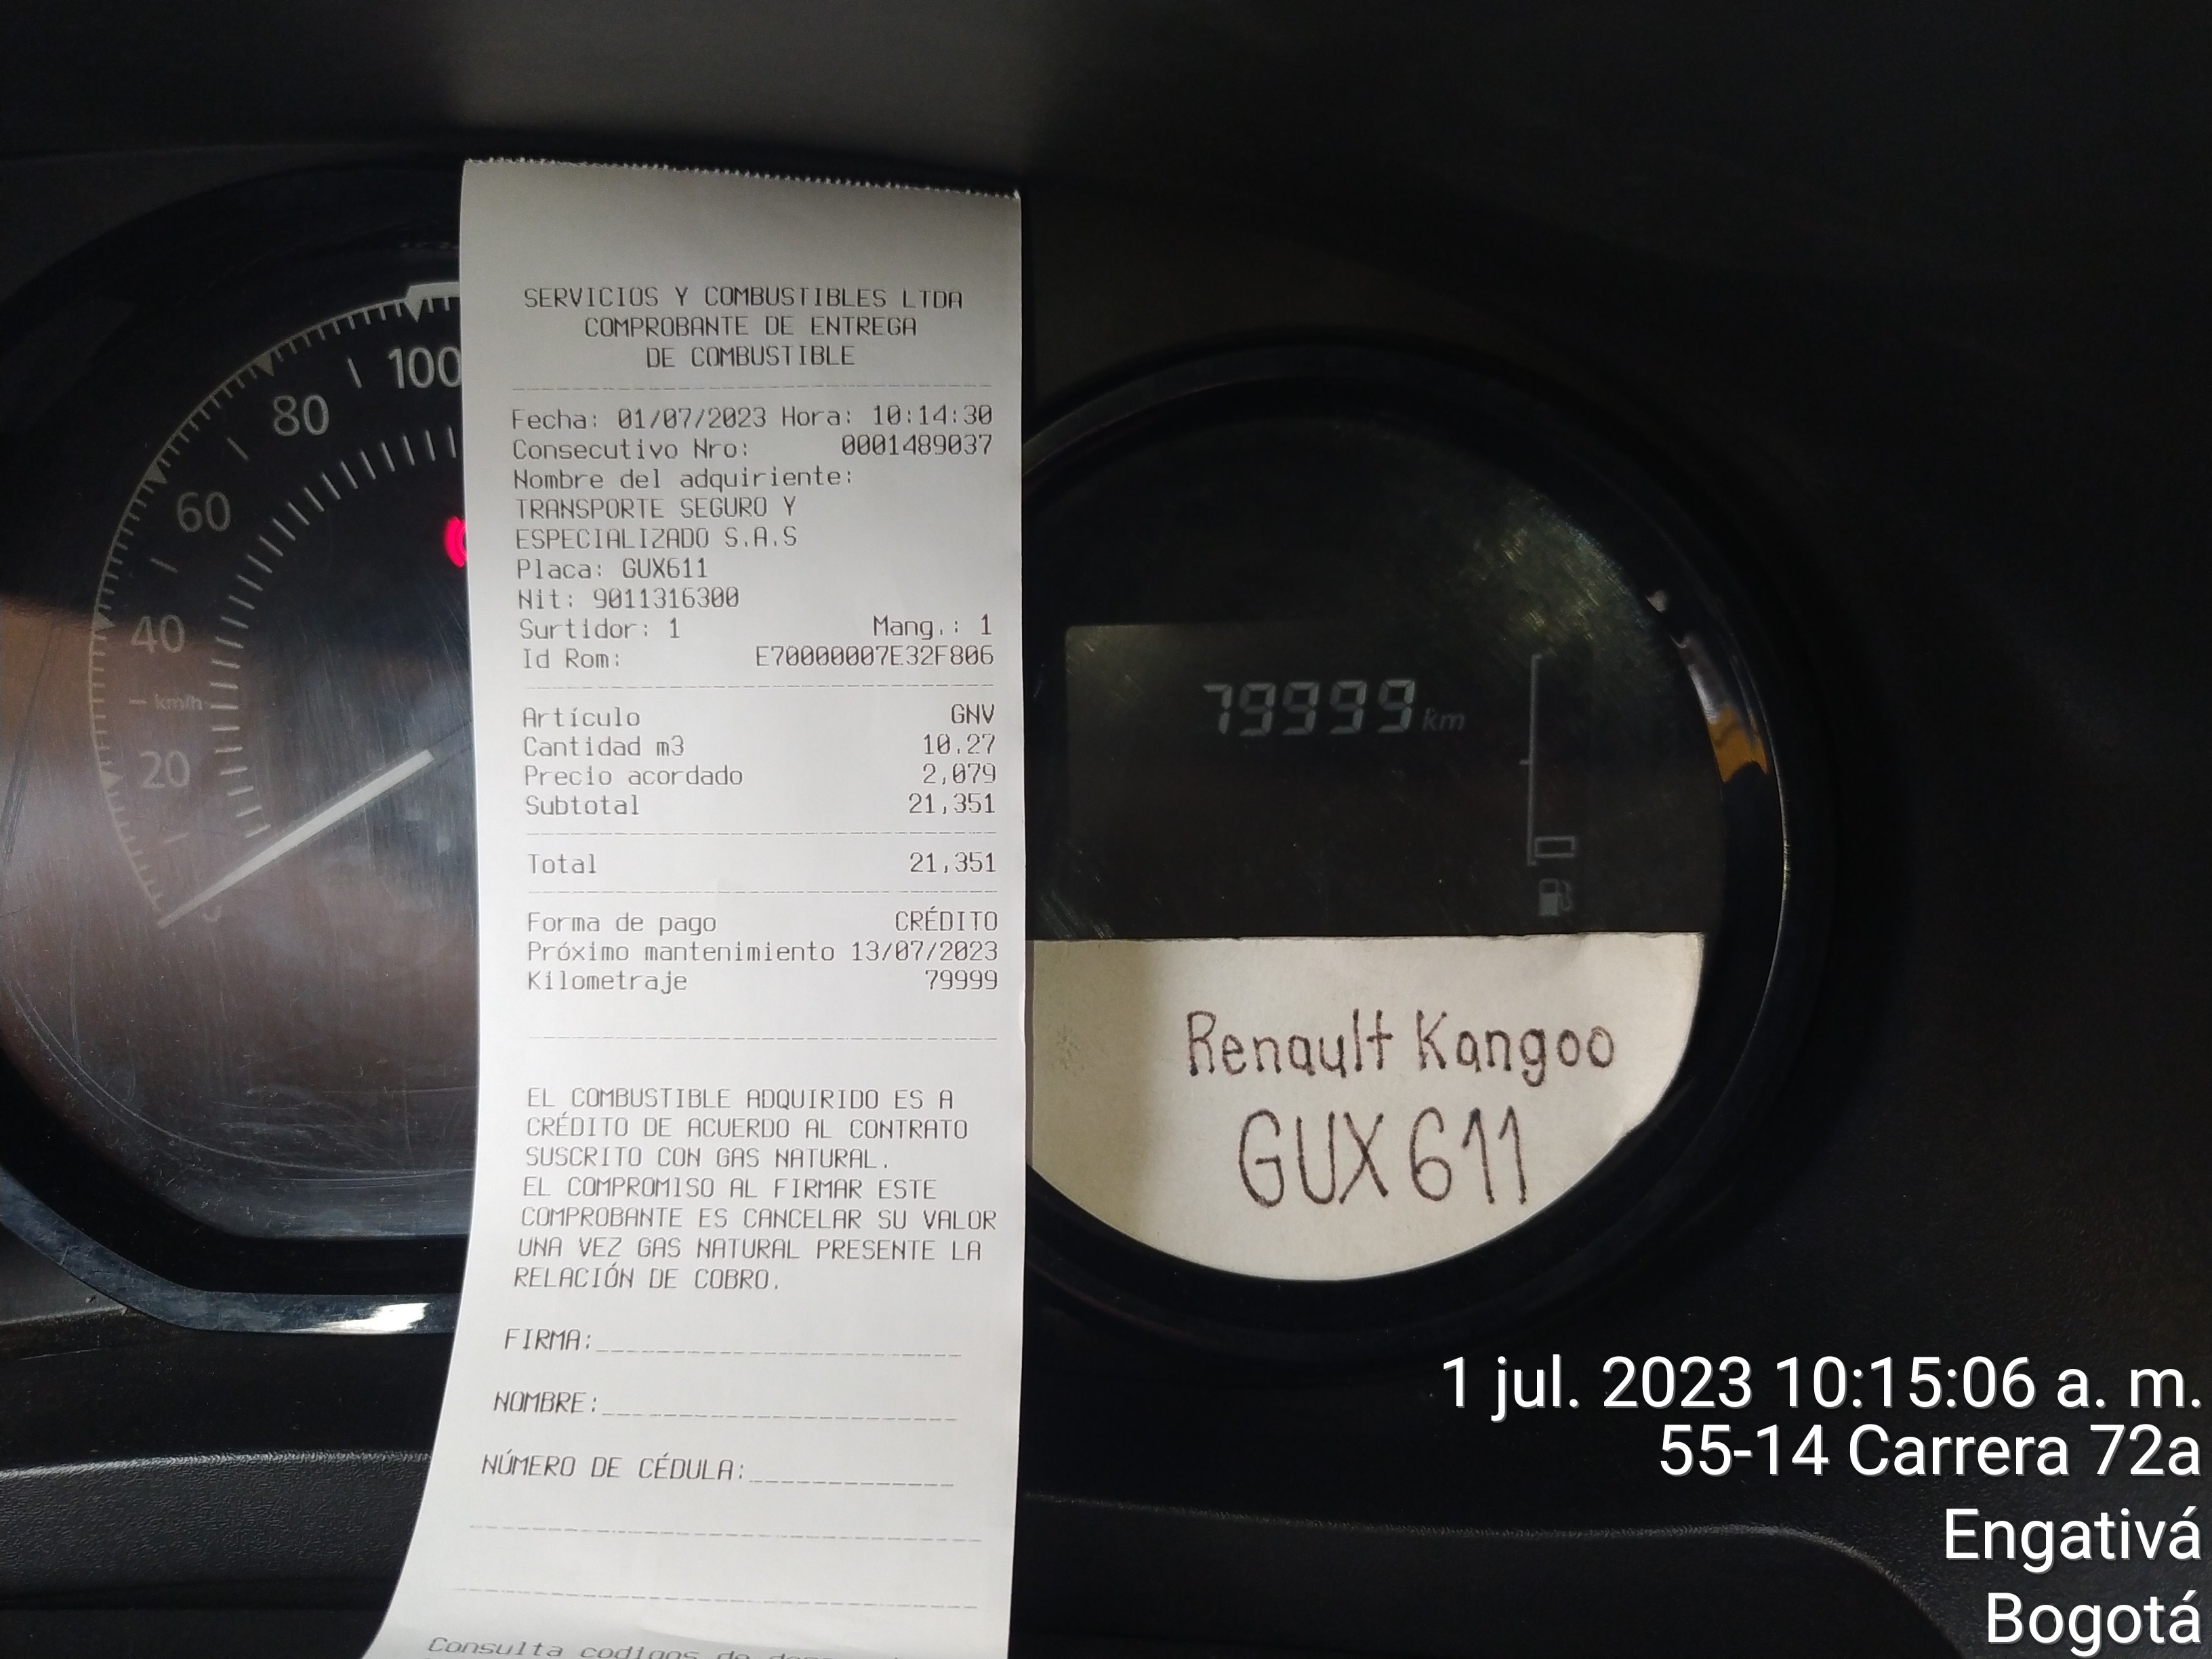 SERVICIOS Y COMBUSTIBLES LTDA
COMPROBANTE DE ENTREGA
DE COMBUSTIBLE
Fecha: 01/07/2023 Hora: 10:14:30
Consecutivo Nro: 0001489037
Nombre del adquiriente:
TRANSPORTE SEGURO Y
ESPECIALIZADO S.A.S
Placa: GUX611
Nit: 9011316300
Surtidor: 1 Mang.: 1
Id Rom: E70000007E32F806
Artículo GNV
Cantidad m3 10.27
Precio acordado 2,079
Subtotal 21,351
Total 21,351
Forma de pago CRÉDITO
Próximo mantenimiento 13/07/2023
Kilometraje 79999
EL COMBUSTIBLE ADQUIRIDO ES A
CRÉDITO DE ACUERDO AL CONTRATO
SUSCRITO CON GAS NATURAL.
EL COMPROMISO AL FIRMAR ESTE
COMPROBANTE ES CANCELAR SU VALOR
UNA VEZ GAS NATURAL PRESENTE LA
RELACIÓN DE COBRO.
FIRMA:
NOMBRE:
NÚMERO DE CÉDULA:
Consulta codigos de
100
80
60
40
km/h
20
79999 km
Renault Kangoo
GUX611
1 jul. 2023 10:15:06 a. m.
55-14 Carrera 72a
Engativá
Bogotá